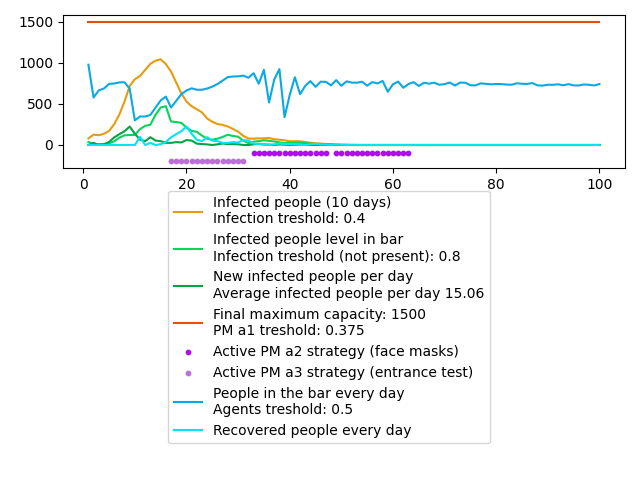 1500
1000
500
0
0 20 40 60 80 100
Infected people (10 days)
Infection treshold: 0.4
Infected people level in bar
Infection treshold (not present): 0.8
New infected people per day
Average infected people per day 15.06
Final maximum capacity: 1500
PM a1 treshold: 0.375
Active PM a2 strategy (face masks)
Active PM a3 strategy (entrance test)
People in the bar every day
Agents treshold: 0.5
Recovered people every day